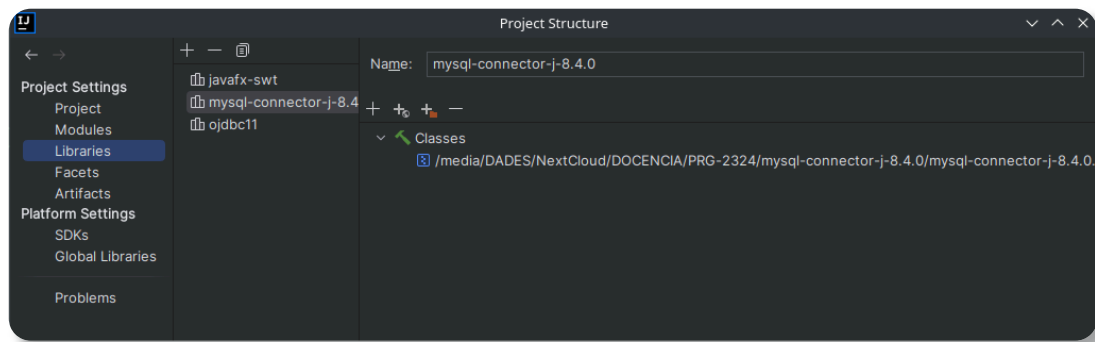 IJ
Project Structure
Project Settings
Project
Modules
Libraries
Facets
Artifacts
Platform Settings
SDKs
Global Libraries
Problems
javafx-swt
mysql-connector-j-8.4
ojdbc11
Name: mysql-connector-j-8.4.0
Classes
/media/DADES/NextCloud/DOCENCIA/PRG-2324/mysql-connector-j-8.4.0/mysql-connector-j-8.4.0.